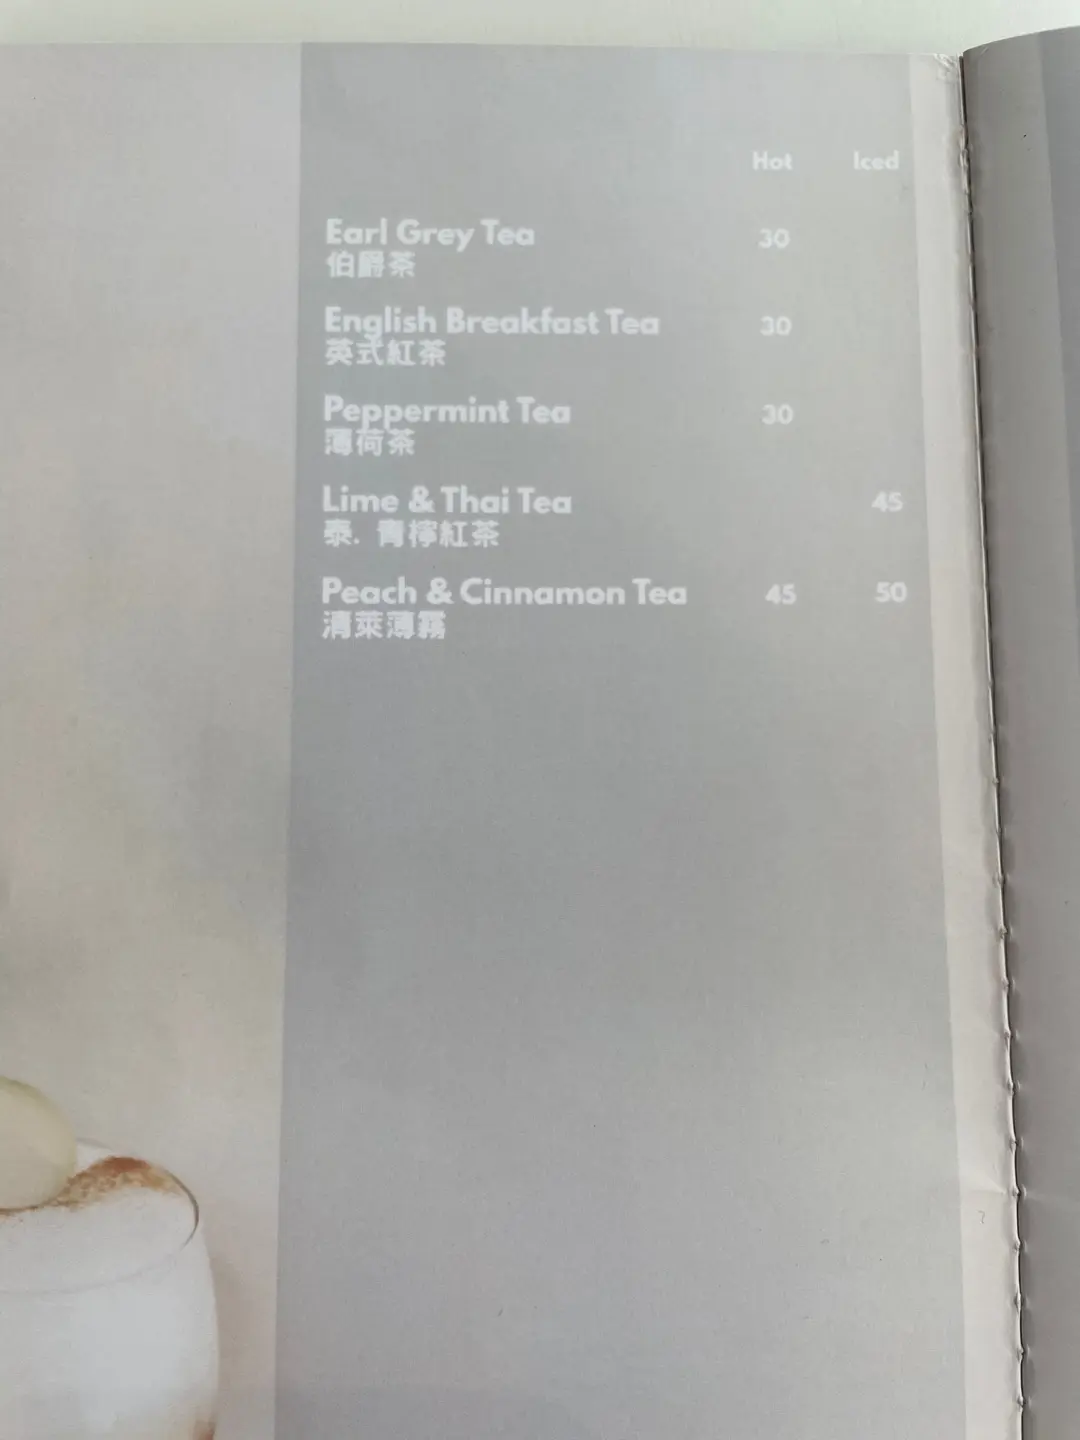 Hot Iced
Earl Grey Tea 30
伯爵茶
English Breakfast Tea 30
英式紅茶
Peppermint Tea 30
薄荷茶
Lime & Thai Tea 45
泰. 青檸紅茶
Peach & Cinnamon Tea 45 50
清萊薄霧